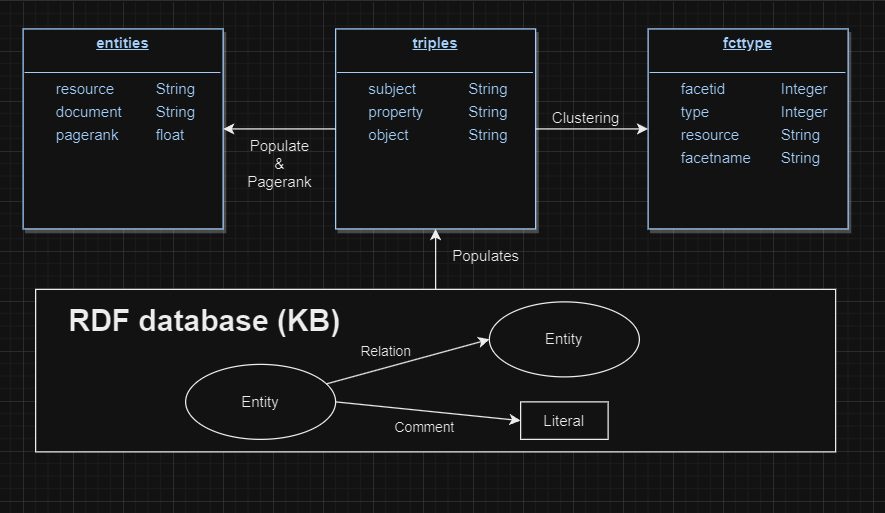 entities
resource String
document String
pagerank float
triples
subject String
property String
object String
fcttype
facetid Integer
type Integer
resource String
facetname String
Populate
&
Pagerank
Clustering
Populates
RDF database (KB)
Entity
Relation
Entity
Comment
Literal